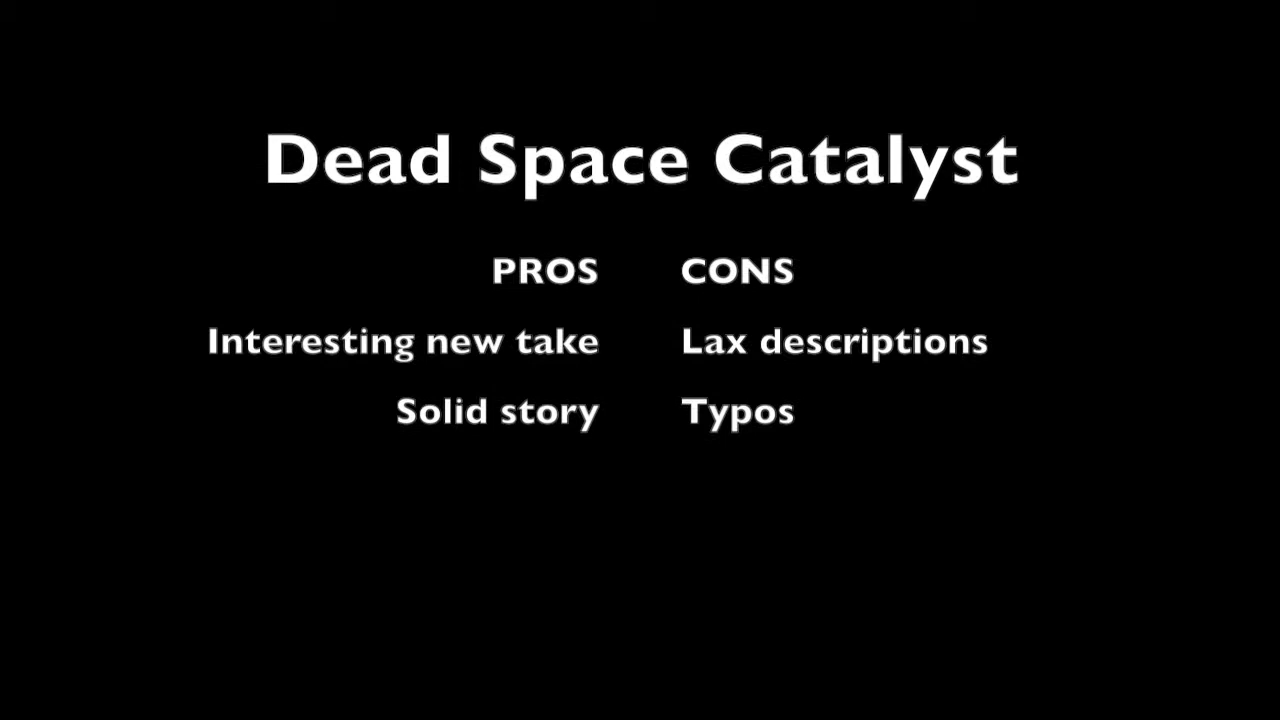 Dead Space Catalyst
PROS CONS
Interesting new take Lax descriptions
Solid story Typos